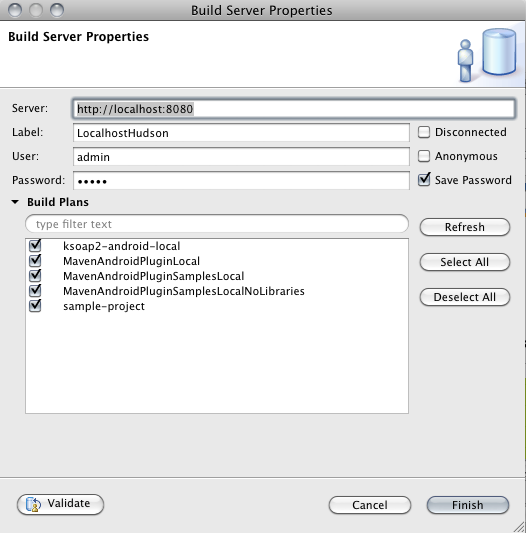 Build Server Properties
Build Server Properties
Server: http://localhost:8080
Label: LocalhostHudson Disconnected
User: admin Anonymous
Password: ••••• Save Password
Build Plans
type filter text Refresh
ksoap2-android-local
MavenAndroidPluginLocal Select All
MavenAndroidPluginSamplesLocal
MavenAndroidPluginSamplesLocalNoLibraries Deselect All
sample-project
Validate Cancel Finish